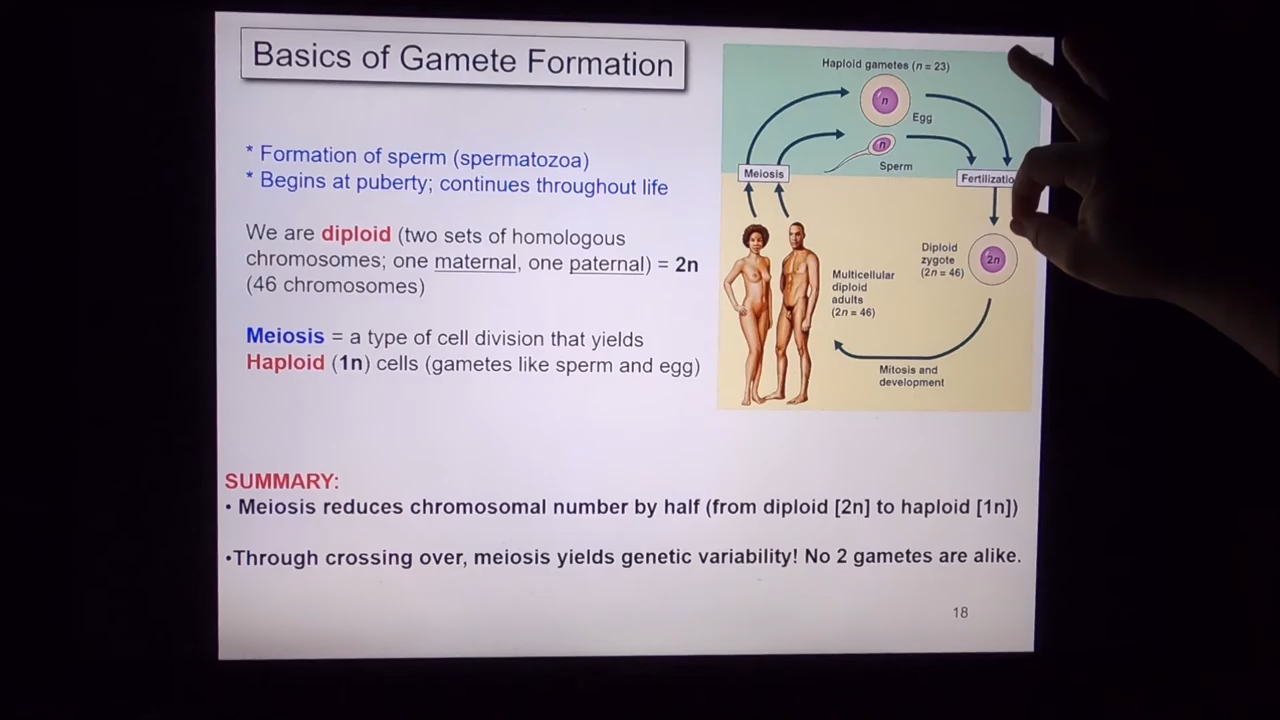 Basics of Gamete Formation
* Formation of sperm (spermatozoa)
* Begins at puberty; continues throughout life
We are diploid (two sets of homologous
chromosomes; one maternal, one paternal) = 2n
(46 chromosomes)
Meiosis = a type of cell division that yields
Haploid (1n) cells (gametes like sperm and egg)
Haploid gametes (n = 23)
n
Egg
n
Sperm
Meiosis
Fertilizatio
Diploid
zygote
(2n = 46)
2n
Multicellular
diploid
adults
(2n = 46)
Mitosis and
development
SUMMARY:
• Meiosis reduces chromosomal number by half (from diploid [2n] to haploid [1n])
•Through crossing over, meiosis yields genetic variability! No 2 gametes are alike.
18